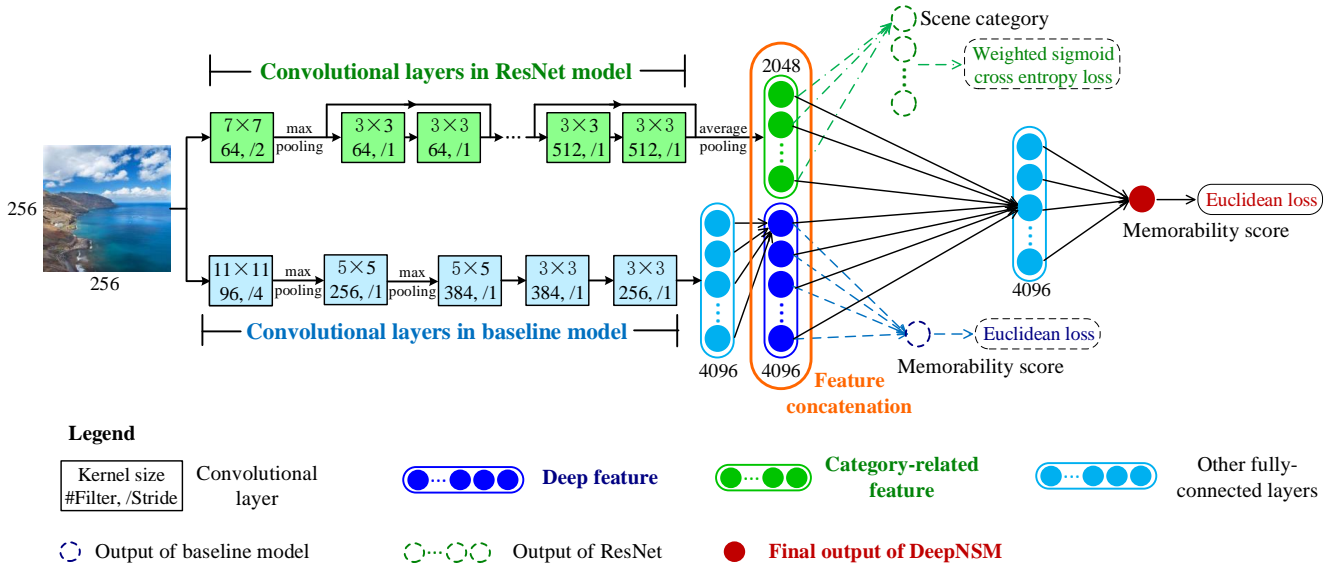 Scene category
Convolutional layers in ResNet model
2048
Weighted sigmoid
cross entropy loss
7×7
64, /2
max
pooling
3×3
64, /1
3×3
64, /1
...
3×3
512, /1
3×3
512, /1
average
pooling
256
256
Euclidean loss
Memorability score
4096
11×11
96, /4
max
pooling
5×5
256, /1
max
pooling
5×5
384, /1
3×3
384, /1
3×3
256, /1
Convolutional layers in baseline model
Euclidean loss
Memorability score
4096
4096
Feature
concatenation
Legend
Kernel size
#Filter, /Stride
Convolutional
layer
Deep feature
Category-related
feature
Other fully-
connected layers
Output of baseline model
Output of ResNet
Final output of DeepNSM